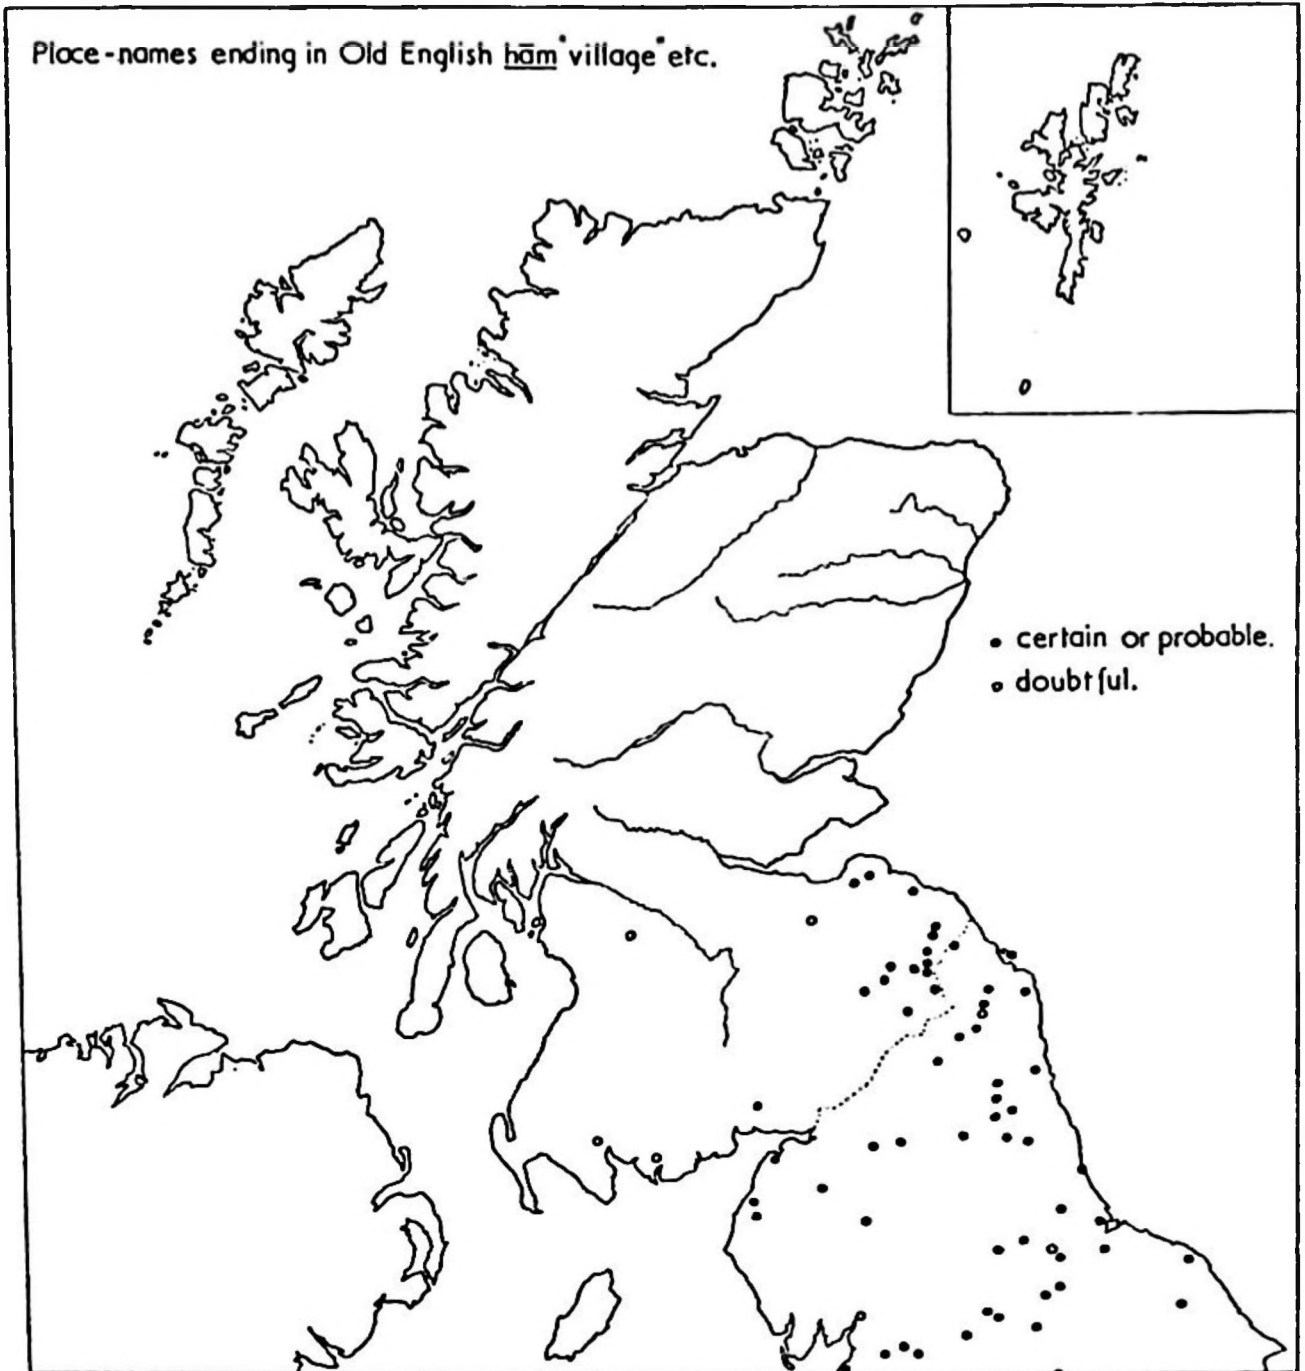 Place-names ending in Old English hām "village" etc.
• certain or probable.
o doubtful.